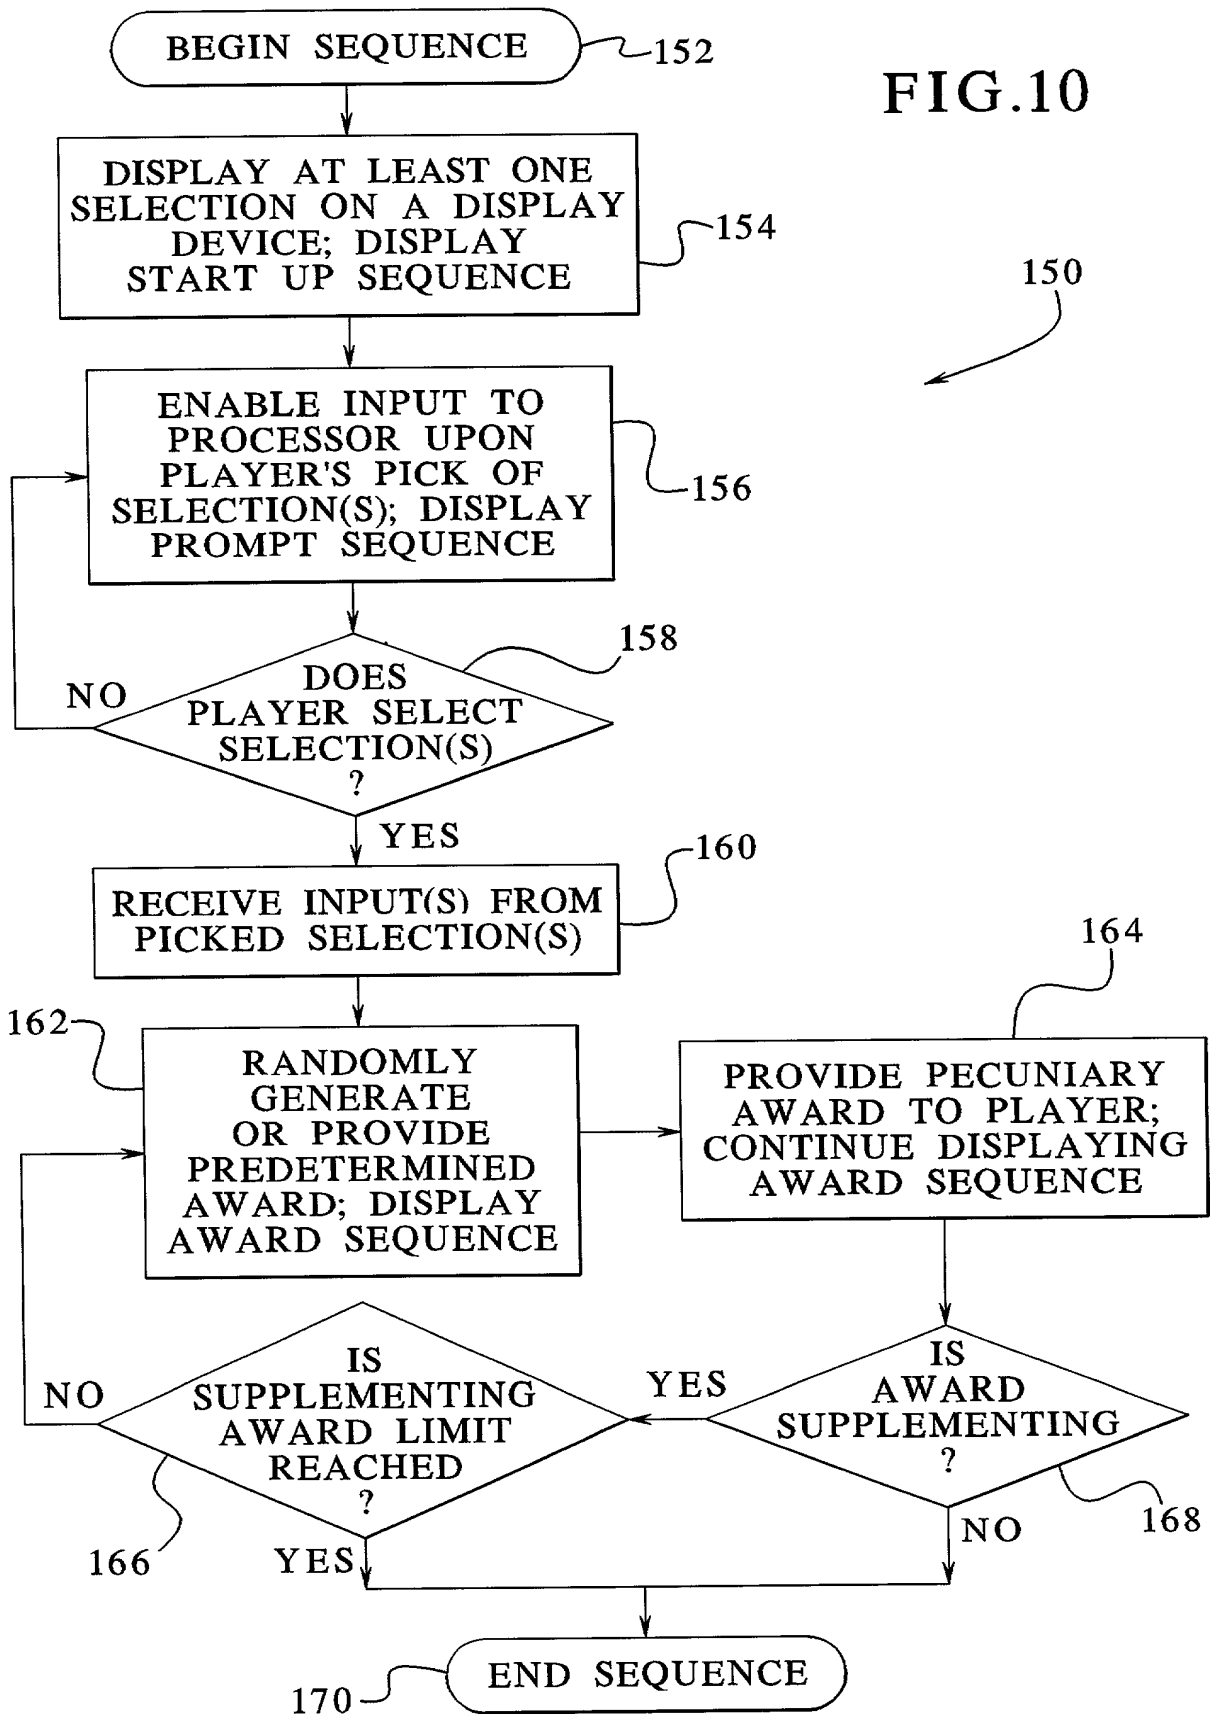 BEGIN SEQUENCE
152
FIG.10
DISPLAY AT LEAST ONE
SELECTION ON A DISPLAY
DEVICE; DISPLAY
START UP SEQUENCE
154
150
ENABLE INPUT TO
PROCESSOR UPON
PLAYER'S PICK OF
SELECTION(S); DISPLAY
PROMPT SEQUENCE
156
158
DOES
PLAYER SELECT
SELECTION(S)
?
NO
YES
160
RECEIVE INPUT(S) FROM
PICKED SELECTION(S)
162
RANDOMLY
GENERATE
OR PROVIDE
PREDETERMINED
AWARD; DISPLAY
AWARD SEQUENCE
164
PROVIDE PECUNIARY
AWARD TO PLAYER;
CONTINUE DISPLAYING
AWARD SEQUENCE
IS
AWARD
SUPPLEMENTING
?
168
YES
NO
IS
SUPPLEMENTING
AWARD LIMIT
REACHED
?
NO
166
YES
END SEQUENCE
170